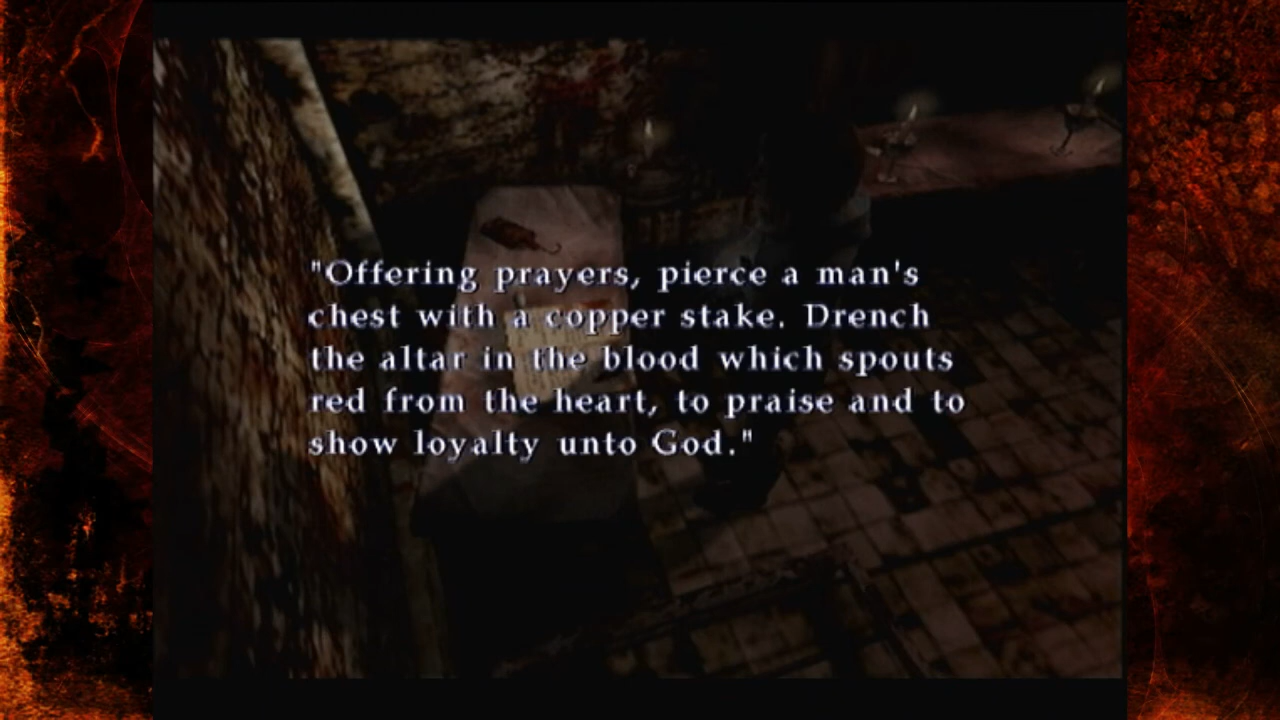 "Offering prayers, pierce a man's
chest with a copper stake. Drench
the altar in the blood which spouts
red from the heart, to praise and to
show loyalty unto God."